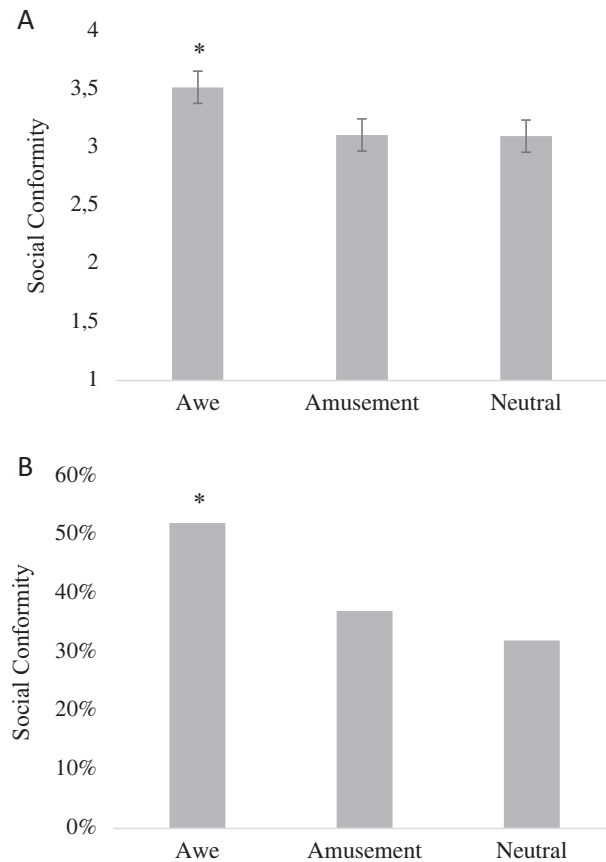 A
4
*
3,5
3
2,5
2
1,5
1
Social Conformity
Awe Amusement Neutral
B
60%
*
50%
40%
30%
20%
10%
0%
Social Conformity
Awe Amusement Neutral